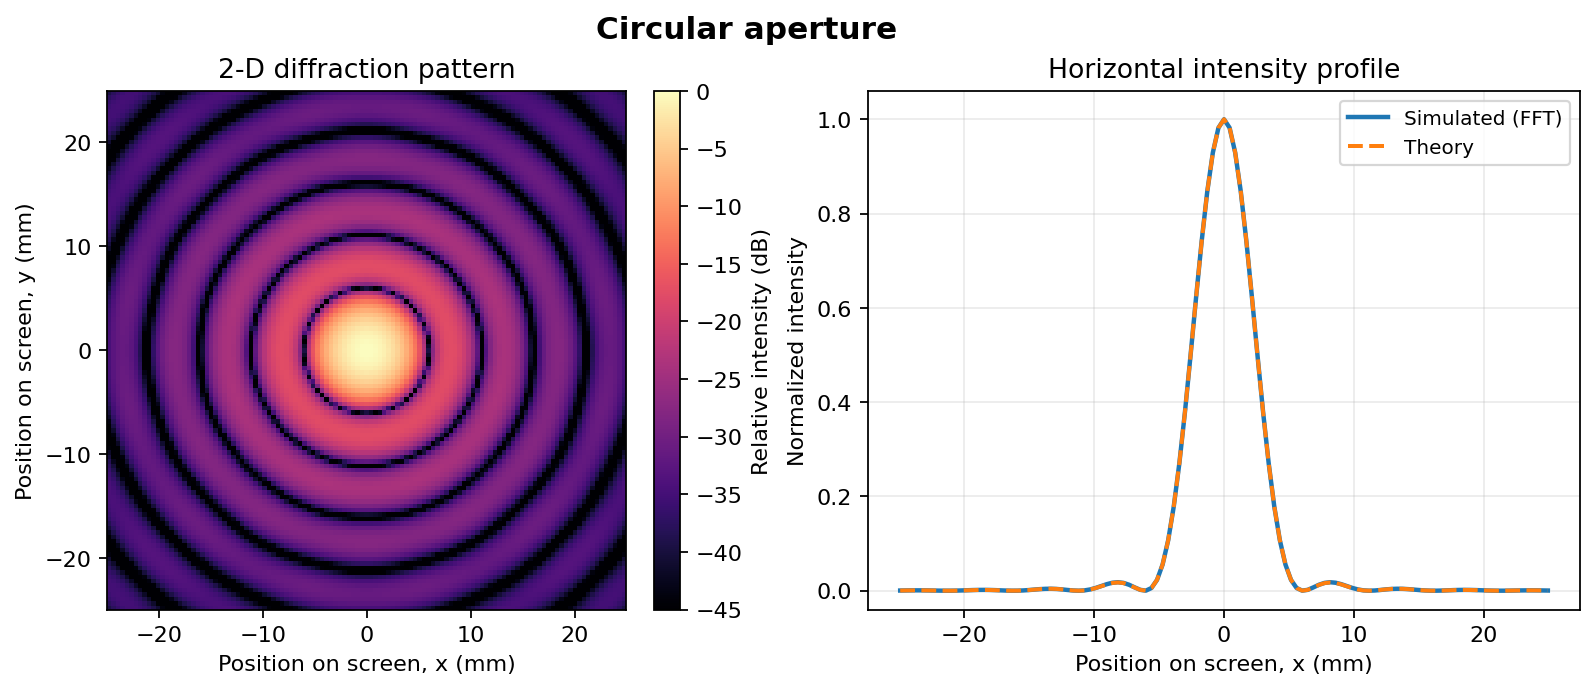 Circular aperture
2-D diffraction pattern
Position on screen, y (mm)
20
10
0
−10
−20
−20 −10 0 10 20
Position on screen, x (mm)
0
−5
−10
−15
−20
−25
−30
−35
−40
−45
Relative intensity (dB)
Horizontal intensity profile
Normalized intensity
1.0
0.8
0.6
0.4
0.2
0.0
Simulated (FFT)
Theory
−20 −10 0 10 20
Position on screen, x (mm)